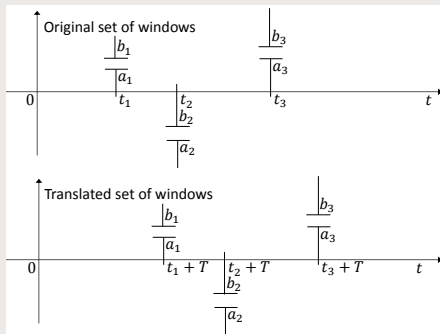 Original set of windows
b₁
b₃
a₁
a₃
0
t₁
t₂
t₃
t
b₂
a₂
Translated set of windows
b₁
b₃
a₁
a₃
0
t₁ + T
t₂ + T
t₃ + T
t
b₂
a₂